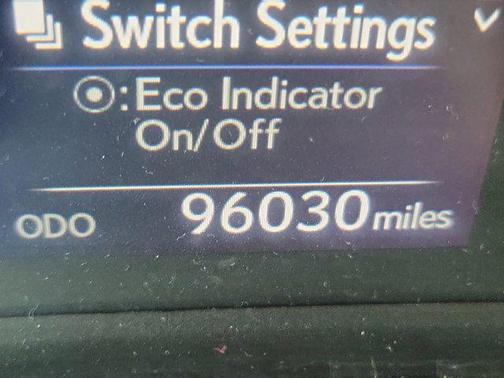 Switch Settings
:Eco Indicator
On/Off
ODO 96030 miles